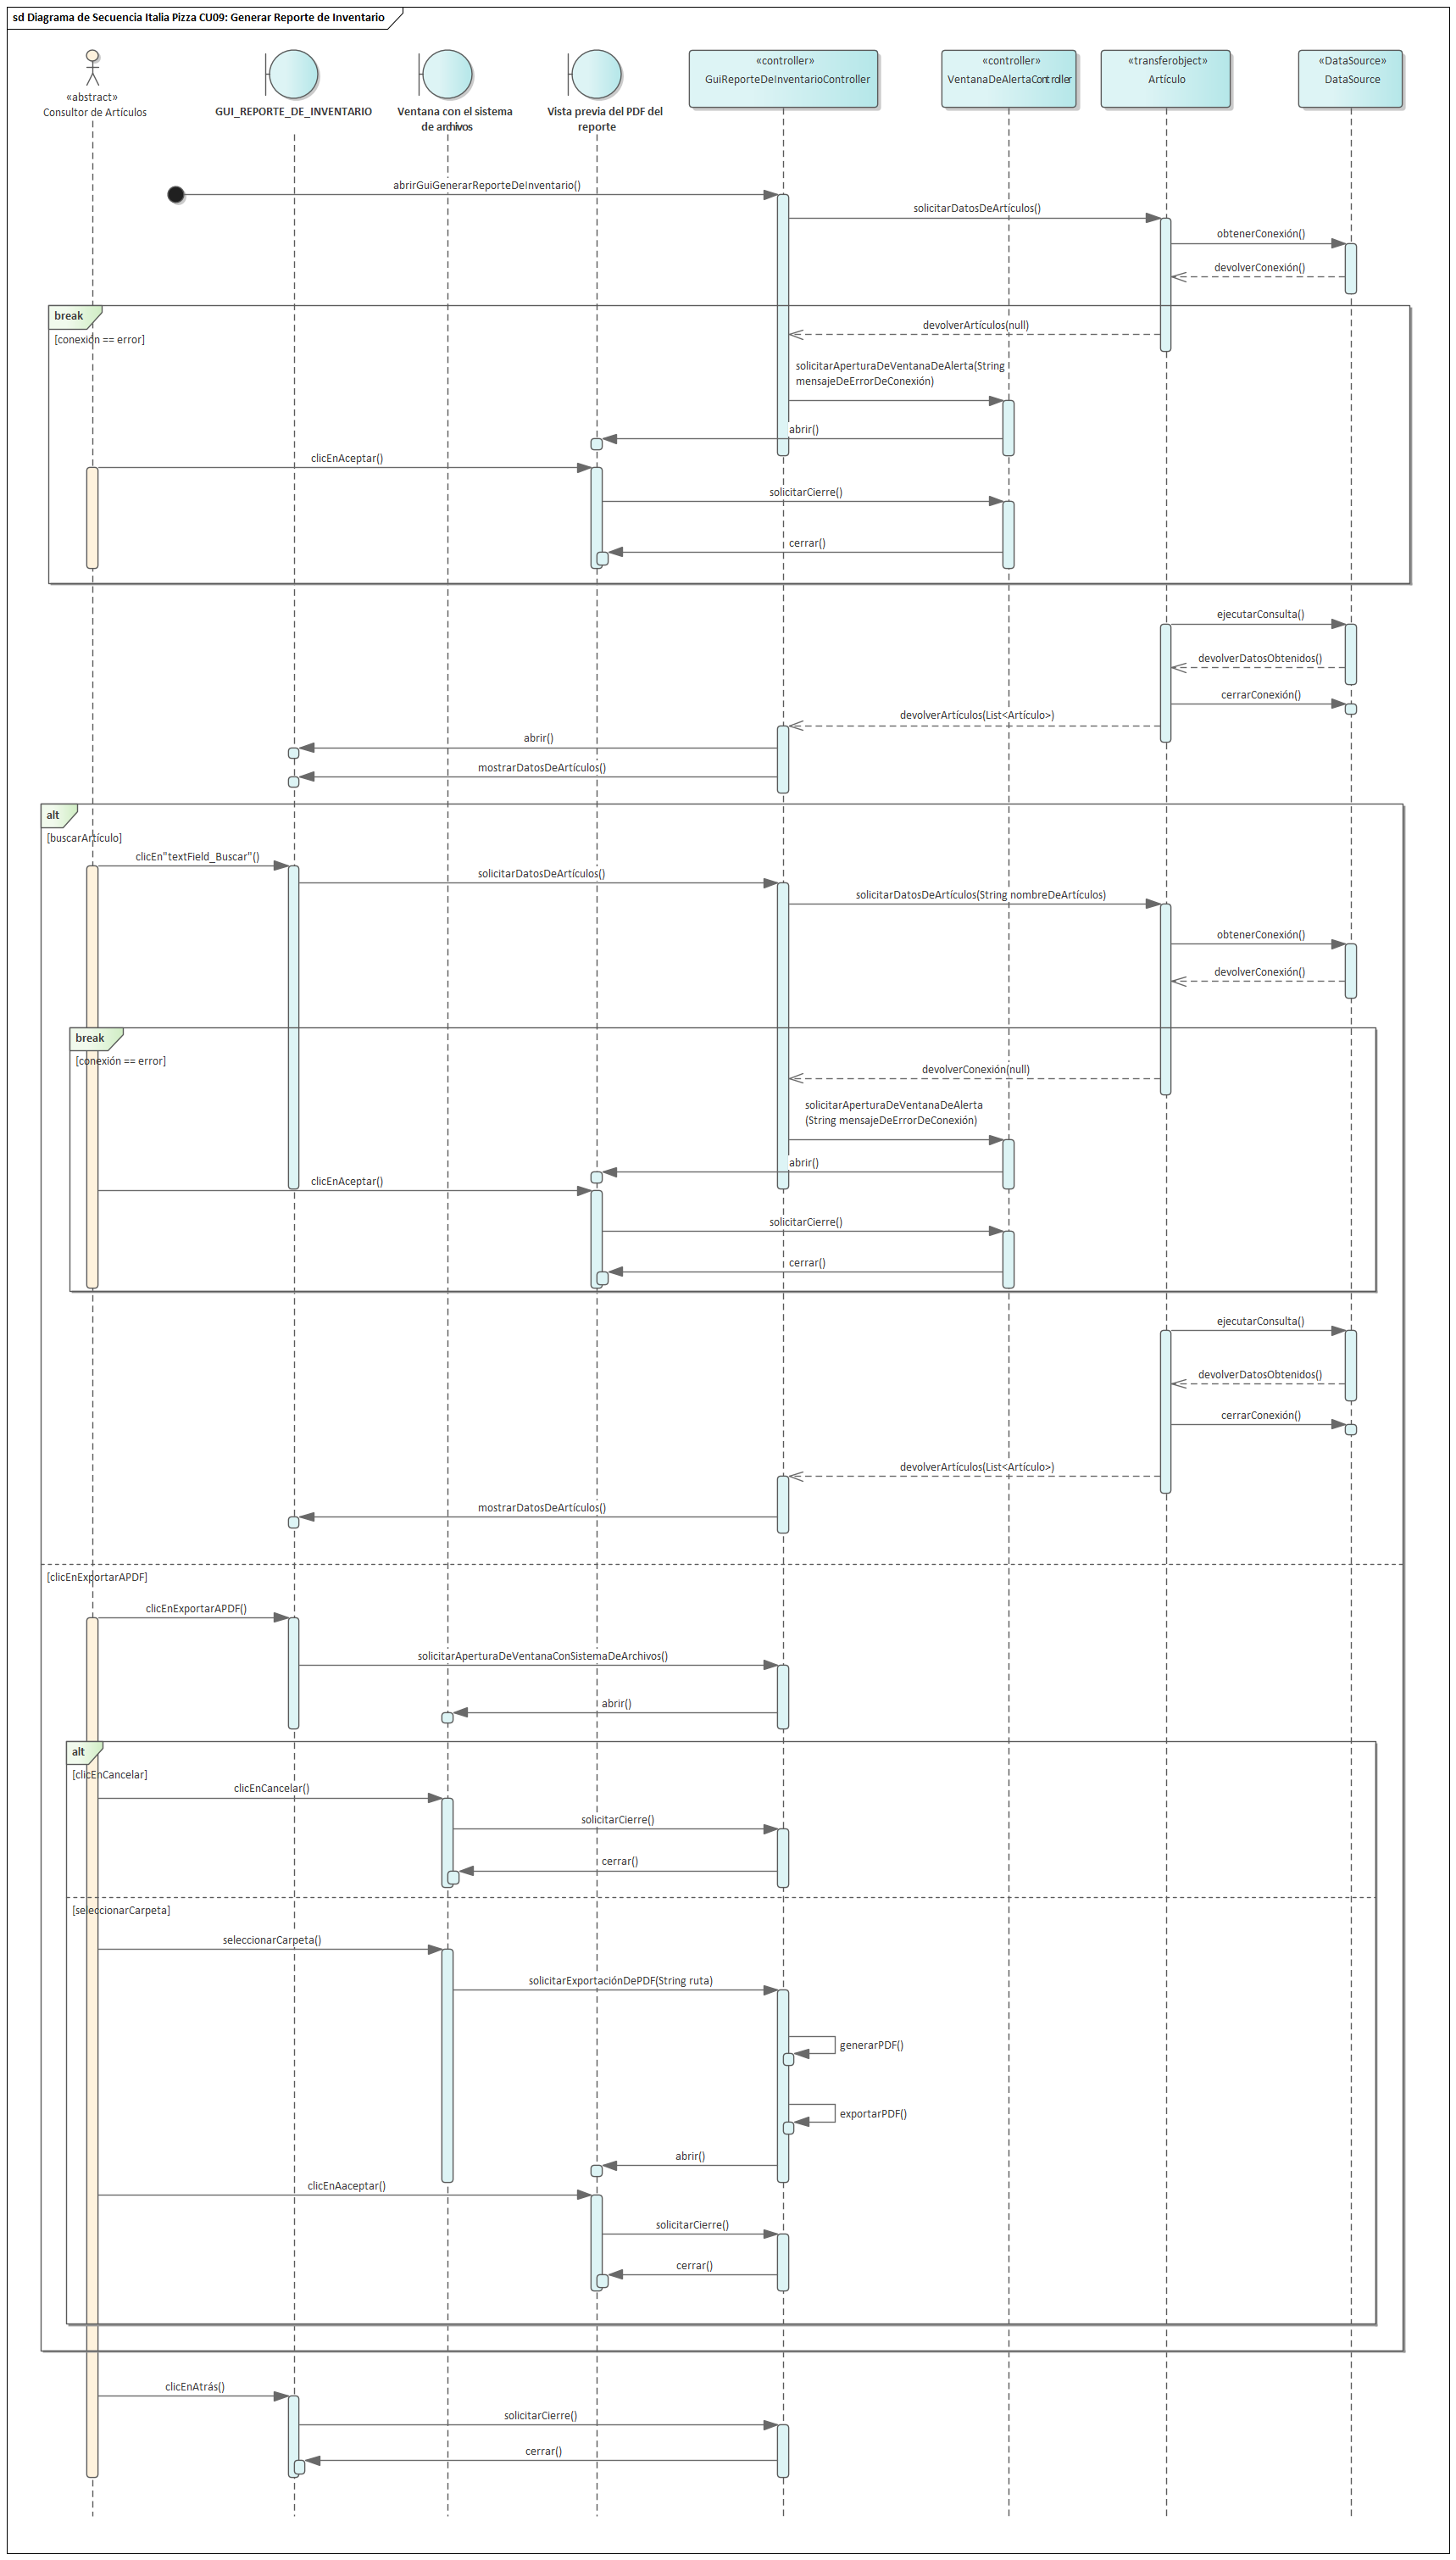 sd Diagrama de Secuencia Italia Pizza CU09: Generar Reporte de Inventario
«abstract»
Consultor de Artículos
GUI_REPORTE_DE_INVENTARIO
Ventana con el sistema
de archivos
Vista previa del PDF del
reporte
«controller»
GuiReporteDeInventarioController
«controller»
VentanaDeAlertaController
«transferobject»
Artículo
«DataSource»
DataSource
abrirGuiGenerarReporteDeInventario()
solicitarDatosDeArtículos()
obtenerConexión()
devolverConexión()
break
[conexión == error]
devolverArtículos(null)
solicitarAperturaDeVentanaDeAlerta(String
mensajeDeErrorDeConexión)
abrir()
clicEnAceptar()
solicitarCierre()
cerrar()
ejecutarConsulta()
devolverDatosObtenidos()
cerrarConexión()
devolverArtículos(List<Artículo>)
abrir()
mostrarDatosDeArtículos()
alt
[buscarArtículo]
clicEn"textField_Buscar"()
solicitarDatosDeArtículos()
solicitarDatosDeArtículos(String nombreDeArtículos)
obtenerConexión()
devolverConexión()
break
[conexión == error]
devolverConexión(null)
solicitarAperturaDeVentanaDeAlerta
(String mensajeDeErrorDeConexión)
abrir()
clicEnAceptar()
solicitarCierre()
cerrar()
ejecutarConsulta()
devolverDatosObtenidos()
cerrarConexión()
devolverArtículos(List<Artículo>)
mostrarDatosDeArtículos()
[clicEnExportarAPDF]
clicEnExportarAPDF()
solicitarAperturaDeVentanaConSistemaDeArchivos()
abrir()
alt
[clicEnCancelar]
clicEnCancelar()
solicitarCierre()
cerrar()
[seleccionarCarpeta]
seleccionarCarpeta()
solicitarExportaciónDePDF(String ruta)
generarPDF()
exportarPDF()
abrir()
clicEnAaceptar()
solicitarCierre()
cerrar()
clicEnAtrás()
solicitarCierre()
cerrar()